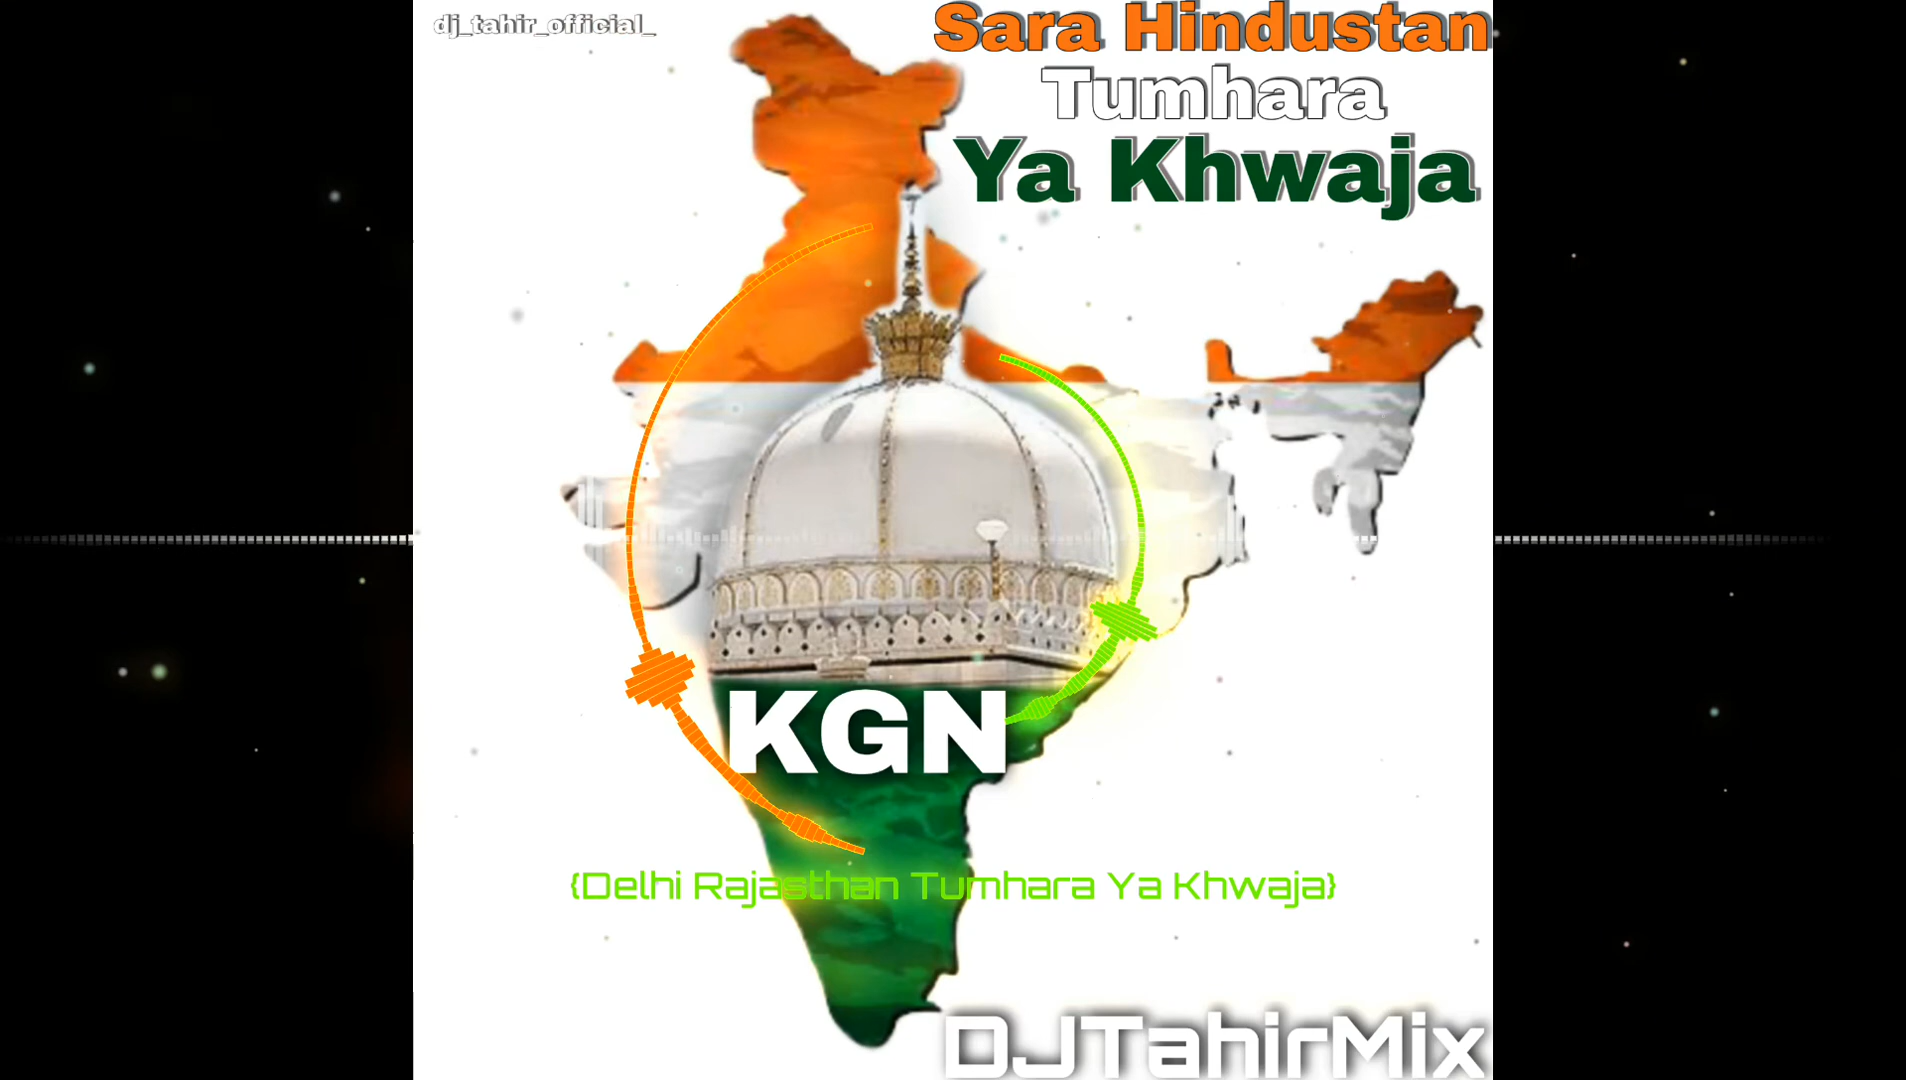 dj_tahir_official_
Sara Hindustan
Tumhara
Ya Khwaja
KGN
{Delhi Rajasthan Tumhara Ya Khwaja}
DJTahirMix